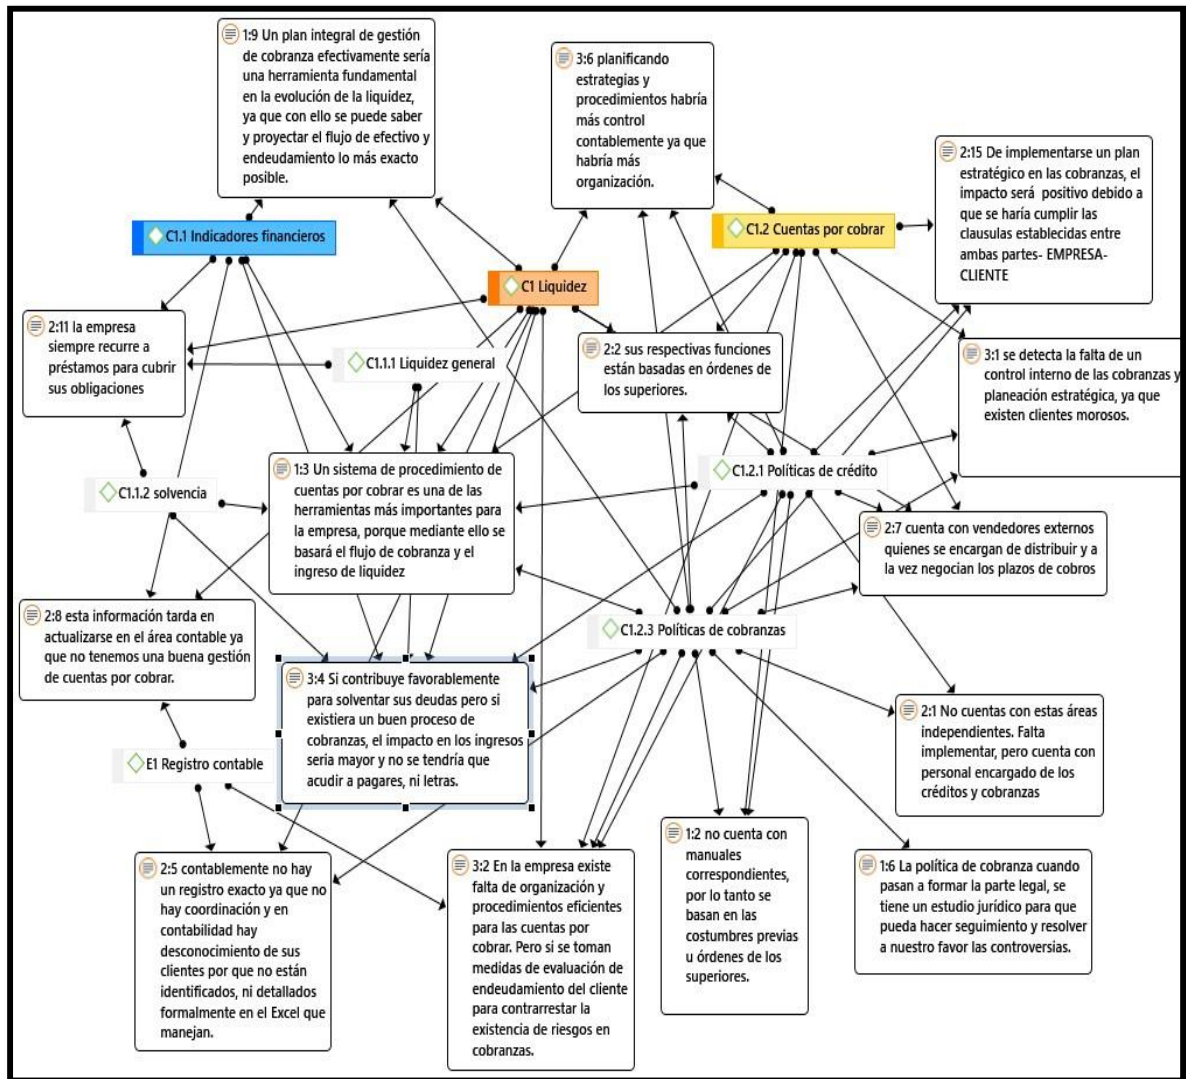 1:9 Un plan integral de gestión
de cobranza efectivamente sería
una herramienta fundamental
en la evolución de la liquidez,
ya que con ello se puede saber
y proyectar el flujo de efectivo y
endeudamiento lo más exacto
posible.
3:6 planificando
estrategias y
procedimientos habría
más control
contablemente ya que
habría más
organización.
2:15 De implementarse un plan
estratégico en las cobranzas, el
impacto será positivo debido a
que se haría cumplir las
clausulas establecidas entre
ambas partes- EMPRESA-
CLIENTE
C1.1 Indicadores financieros
C1.2 Cuentas por cobrar
C1 Liquidez
2:11 la empresa
siempre recurre a
préstamos para cubrir
sus obligaciones
C1.1.1 Liquidez general
2:2 sus respectivas funciones
están basadas en órdenes de
los superiores.
3:1 se detecta la falta de un
control interno de las cobranzas y
planeación estratégica, ya que
existen clientes morosos.
C1.1.2 solvencia
1:3 Un sistema de procedimiento de
cuentas por cobrar es una de las
herramientas más importantes para
la empresa, porque mediante ello se
basará el flujo de cobranza y el
ingreso de liquidez
C1.2.1 Políticas de crédito
2:7 cuenta con vendedores externos
quienes se encargan de distribuir y a
la vez negocian los plazos de cobros
2:8 esta información tarda en
actualizarse en el área contable ya
que no tenemos una buena gestión
de cuentas por cobrar.
C1.2.3 Políticas de cobranzas
3:4 Si contribuye favorablemente
para solventar sus deudas pero si
existiera un buen proceso de
cobranzas, el impacto en los ingresos
seria mayor y no se tendría que
acudir a pagares, ni letras.
2:1 No cuentas con estas áreas
independientes. Falta
implementar, pero cuenta con
personal encargado de los
créditos y cobranzas
E1 Registro contable
2:5 contablemente no hay
un registro exacto ya que no
hay coordinación y en
contabilidad hay
desconocimiento de sus
clientes por que no están
identificados, ni detallados
formalmente en el Excel que
manejan.
3:2 En la empresa existe
falta de organización y
procedimientos eficientes
para las cuentas por
cobrar. Pero si se toman
medidas de evaluación de
endeudamiento del cliente
para contrarrestar la
existencia de riesgos en
cobranzas.
1:2 no cuenta con
manuales
correspondientes,
por lo tanto se
basan en las
costumbres previas
u órdenes de los
superiores.
1:6 La política de cobranza cuando
pasan a formar la parte legal, se
tiene un estudio jurídico para que
pueda hacer seguimiento y resolver
a nuestro favor las controversias.